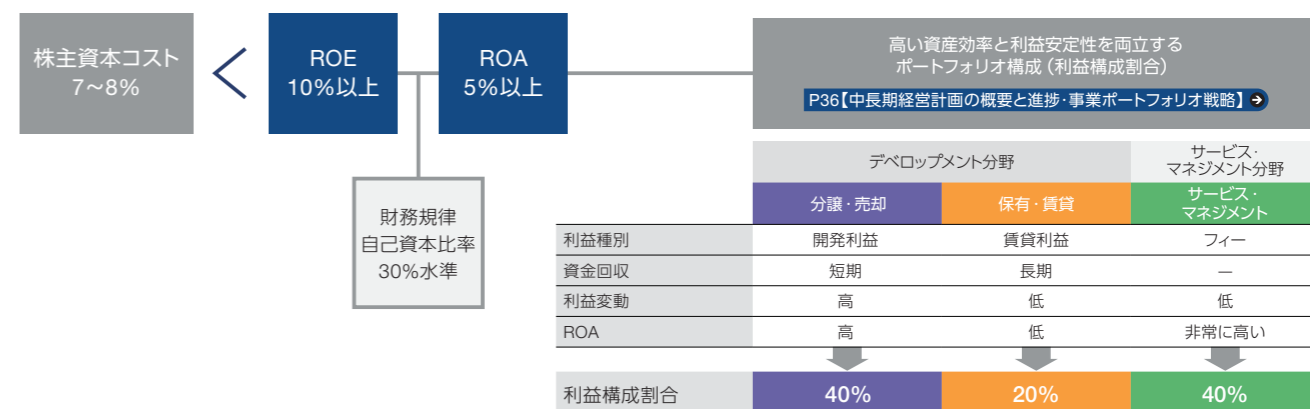 株主資本コスト
7~8%
<
ROE
10%以上
ROA
5%以上
財務規律
自己資本比率
30%水準
高い資産効率と利益安定性を両立する
ポートフォリオ構成(利益構成割合)
P36【中長期経営計画の概要と進捗・事業ポートフォリオ戦略】
デベロップメント分野
サービス・
マネジメント分野
分譲・売却 保有・賃貸 サービス・
マネジメント
利益種別 開発利益 賃貸利益 フィー
資金回収 短期 長期 —
利益変動 高 低 低
ROA 高 低 非常に高い
利益構成割合 40% 20% 40%